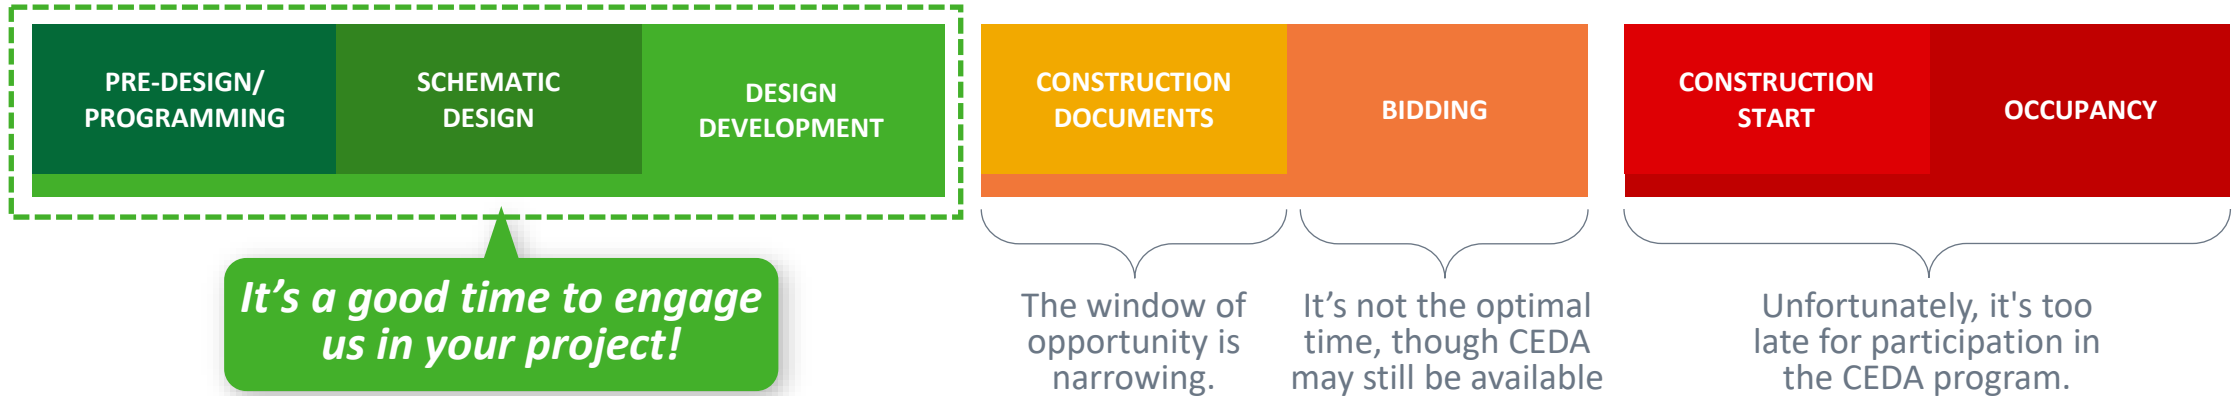 PRE-DESIGN/
PROGRAMMING
SCHEMATIC
DESIGN
DESIGN
DEVELOPMENT
CONSTRUCTION
DOCUMENTS
BIDDING
CONSTRUCTION
START
OCCUPANCY
It’s a good time to engage
us in your project!
The window of
opportunity is
narrowing.
It’s not the optimal
time, though CEDA
may still be available
Unfortunately, it's too
late for participation in
the CEDA program.